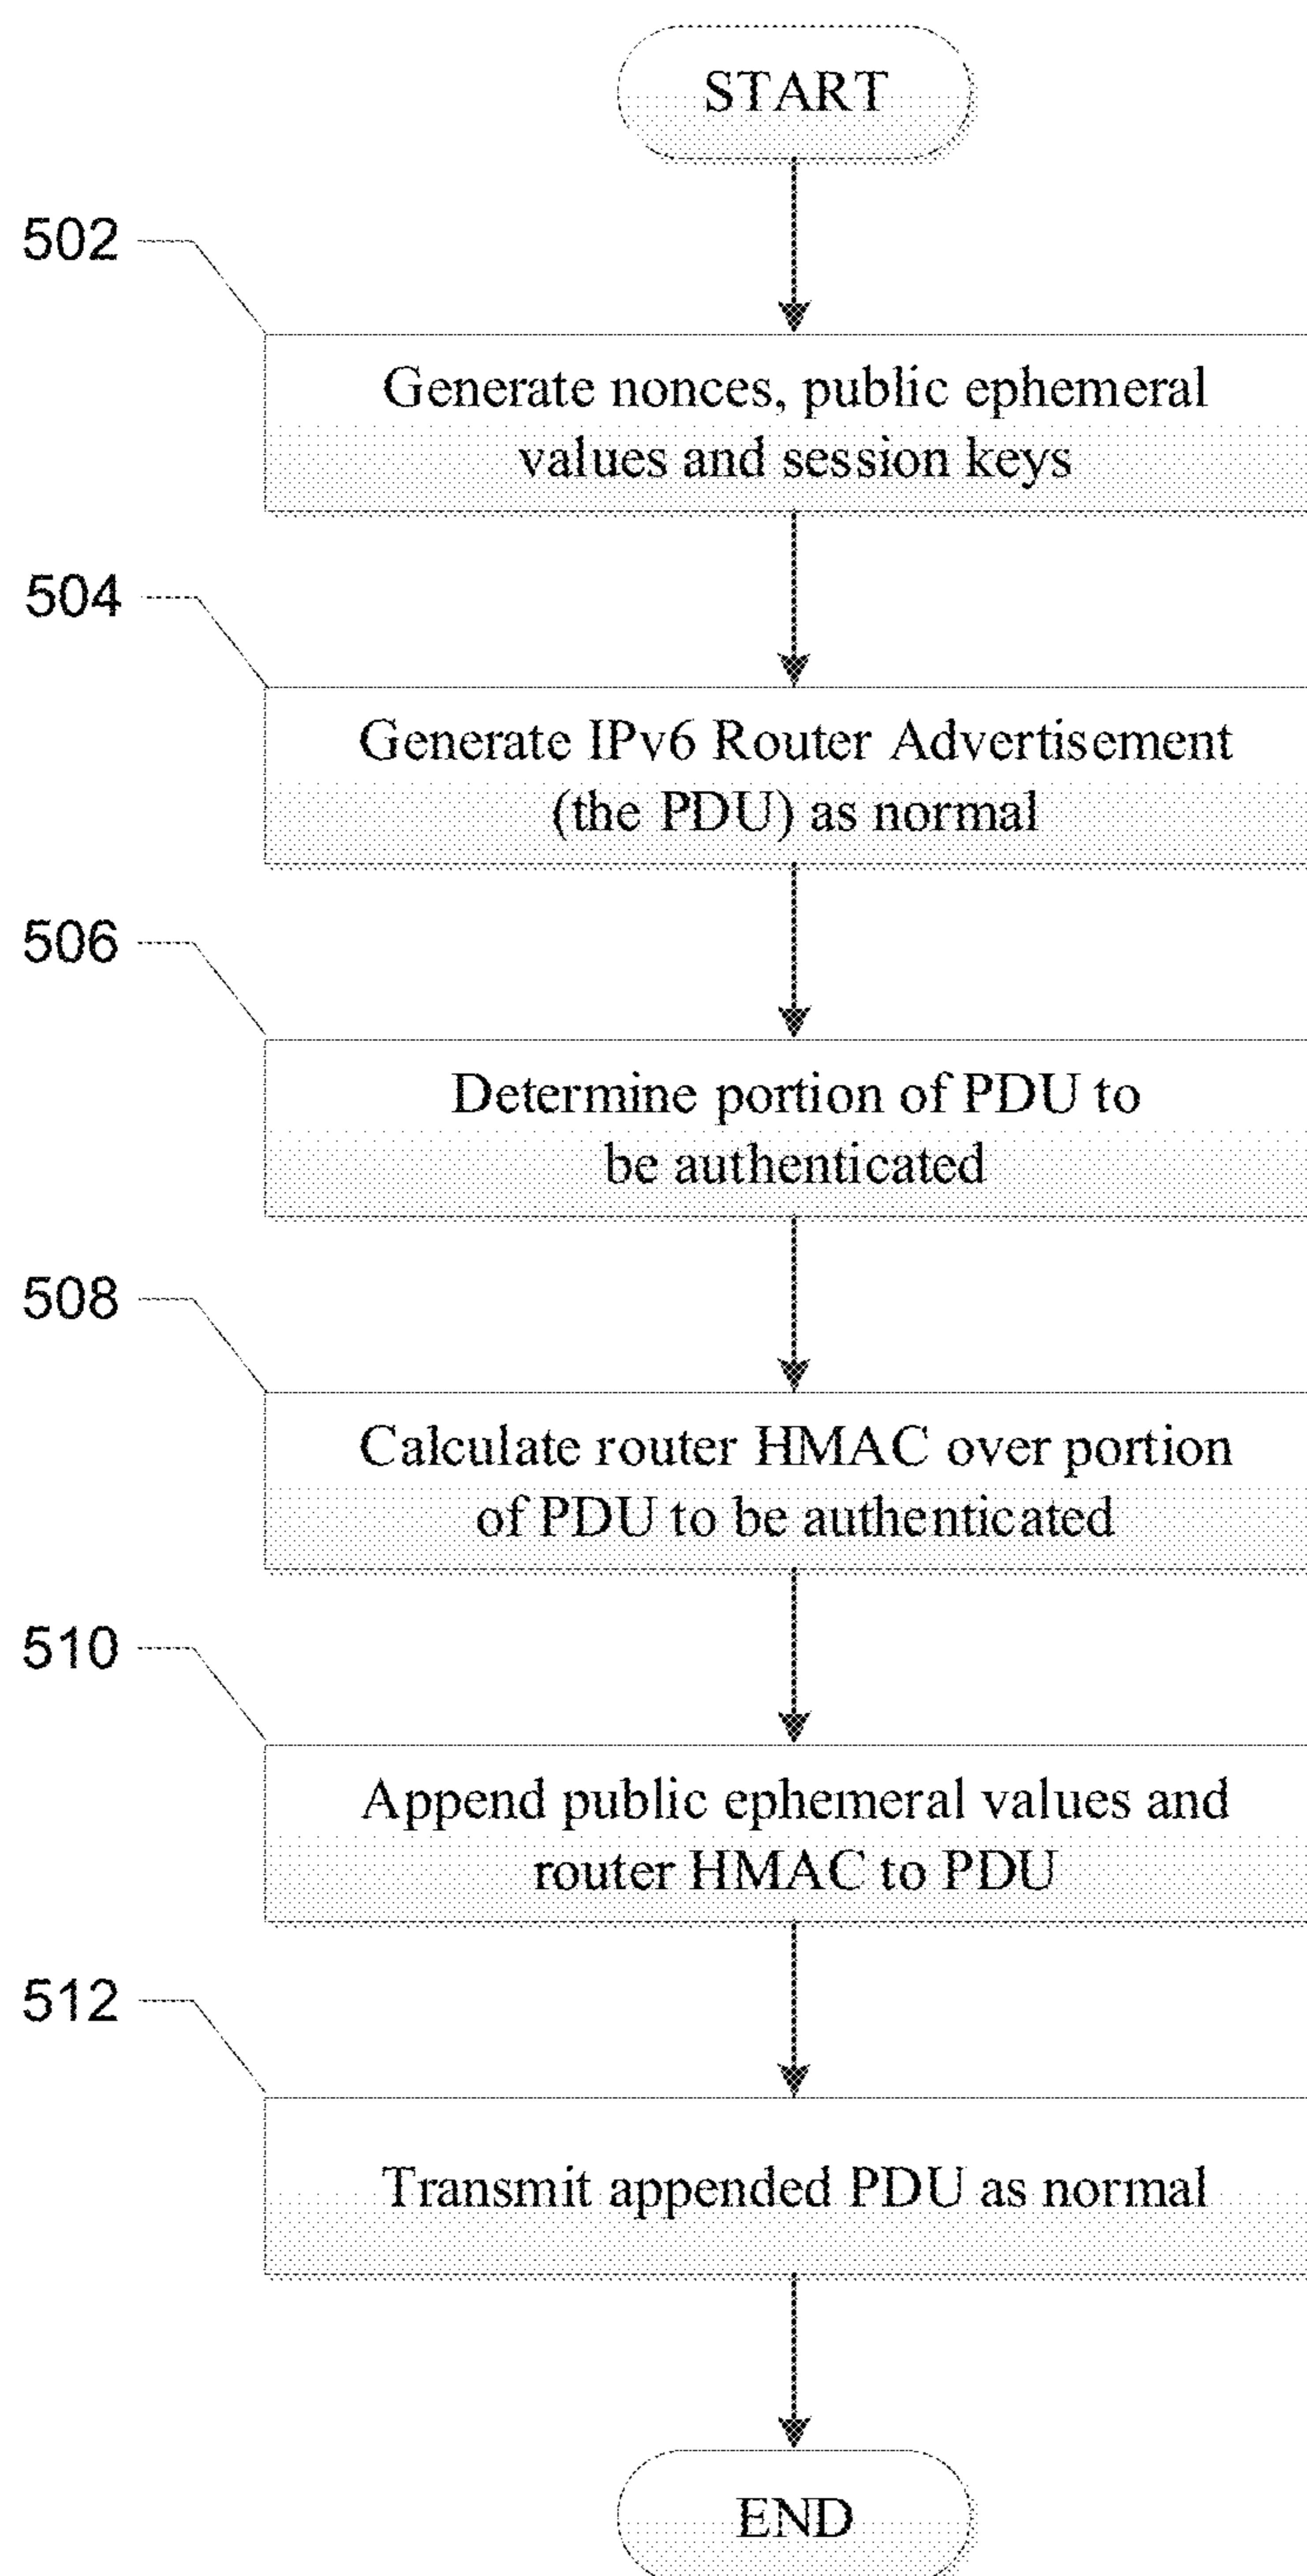 START
502
Generate nonces, public ephemeral
values and session keys
504
Generate IPv6 Router Advertisement
(the PDU) as normal
506
Determine portion of PDU to
be authenticated
508
Calculate router HMAC over portion
of PDU to be authenticated
510
Append public ephemeral values and
router HMAC to PDU
512
Transmit appended PDU as normal
END